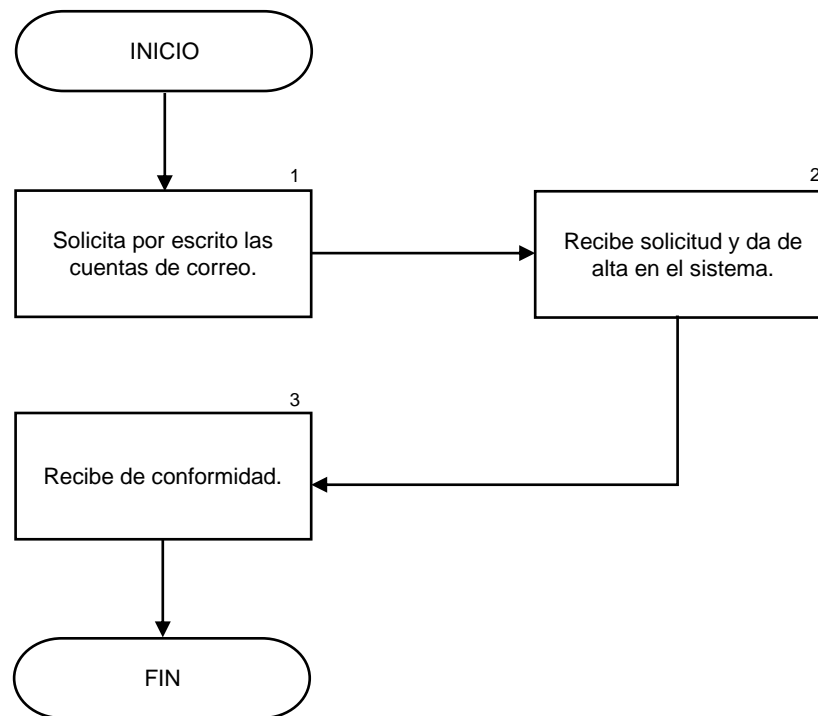 INICIO
1
Solicita por escrito las
cuentas de correo.
2
Recibe solicitud y da de
alta en el sistema.
3
Recibe de conformidad.
FIN